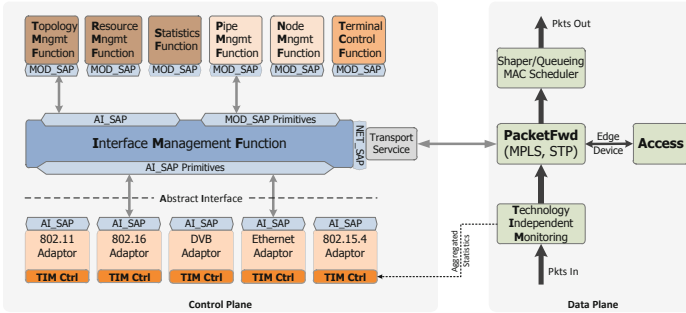 Topology
Mngmt
Function
MOD_SAP
Resource
Mngmt
Function
MOD_SAP
Statistics
Function
MOD_SAP
Pipe
Mngmt
Function
MOD_SAP
Node
Mngmt
Function
MOD_SAP
Terminal
Control
Function
MOD_SAP
AI_SAP
MOD_SAP Primitives
Interface Management Function
AI_SAP Primitives
NET_SAP
Transport
Servcice
Abstract Interface
AI_SAP
802.11
Adaptor
TIM Ctrl
AI_SAP
802.16
Adaptor
TIM Ctrl
AI_SAP
DVB
Adaptor
TIM Ctrl
AI_SAP
Ethernet
Adaptor
TIM Ctrl
AI_SAP
802.15.4
Adaptor
TIM Ctrl
Control Plane
Aggregated
Statistics
Pkts Out
Shaper/Queueing
MAC Scheduler
PacketFwd
(MPLS, STP)
Edge
Device
Access
Technology
Independent
Monitoring
Pkts In
Data Plane